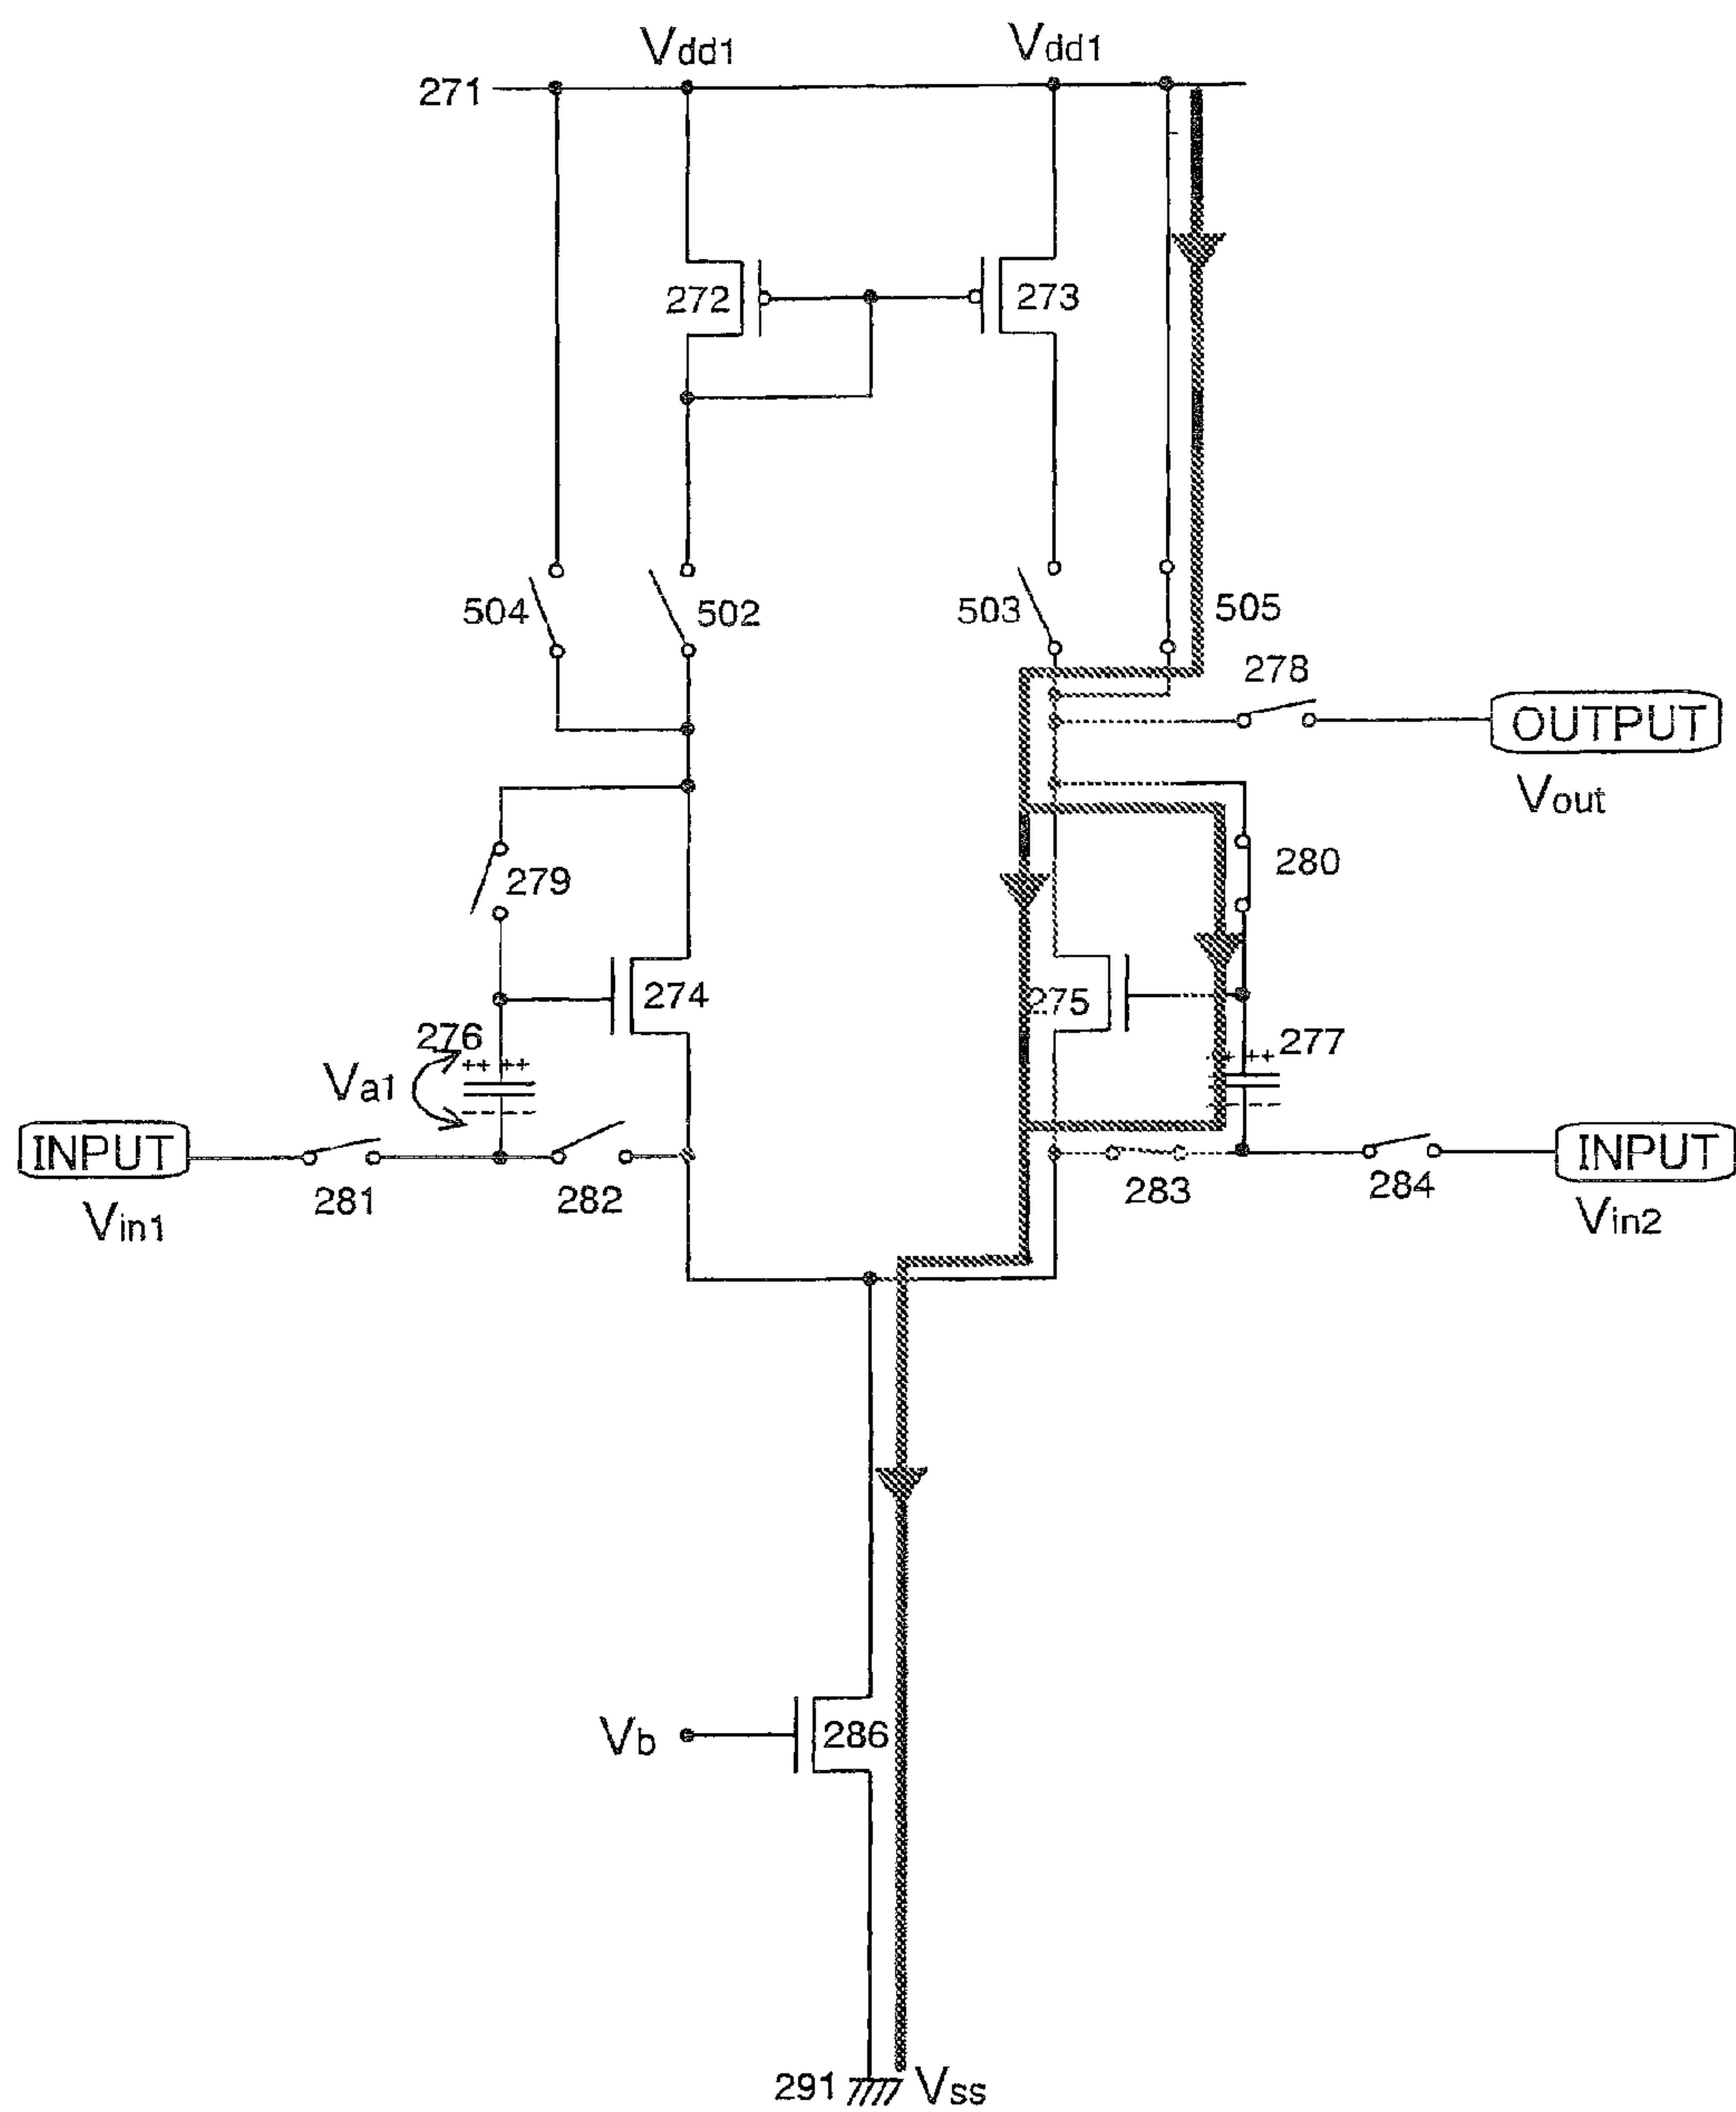 Vdd1 Vdd1
271
272 273
504 502 503 505
278
OUTPUT
Vout
279 280
274 275
276 277
++ ++ ++
Va1
INPUT INPUT
281 282 283 284
Vin1 Vin2
Vb 286
291 Vss